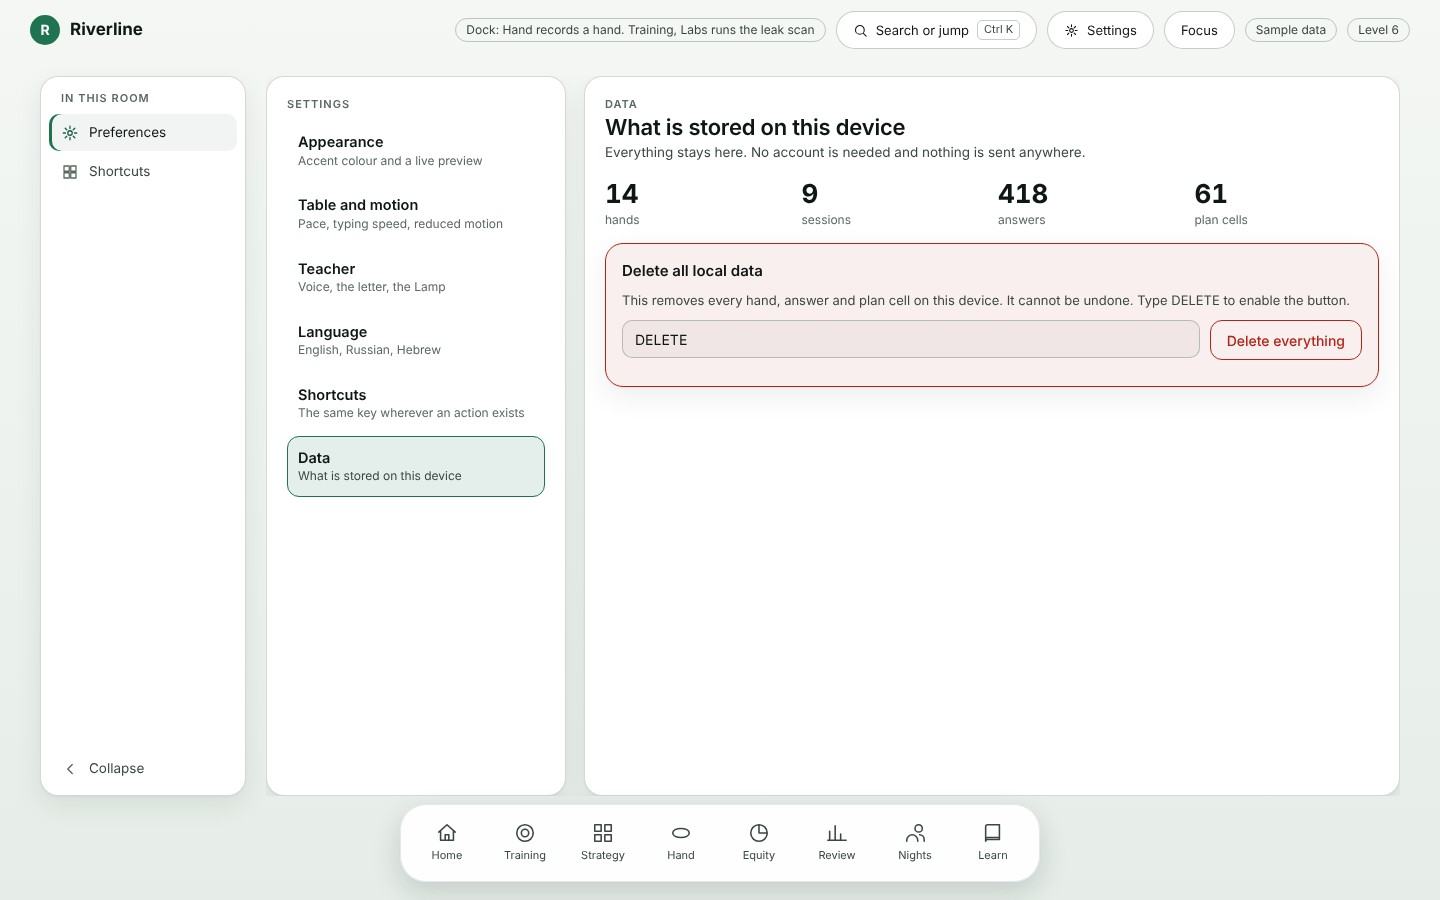 R Riverline
Dock: Hand records a hand. Training, Labs runs the leak scan
Search or jump Ctrl K
Settings
Focus
Sample data
Level 6
IN THIS ROOM
Preferences
Shortcuts
Collapse
SETTINGS
Appearance
Accent colour and a live preview
Table and motion
Pace, typing speed, reduced motion
Teacher
Voice, the letter, the Lamp
Language
English, Russian, Hebrew
Shortcuts
The same key wherever an action exists
Data
What is stored on this device
DATA
What is stored on this device
Everything stays here. No account is needed and nothing is sent anywhere.
14 9 418 61
hands sessions answers plan cells
Delete all local data
This removes every hand, answer and plan cell on this device. It cannot be undone. Type DELETE to enable the button.
DELETE Delete everything
Home Training Strategy Hand Equity Review Nights Learn